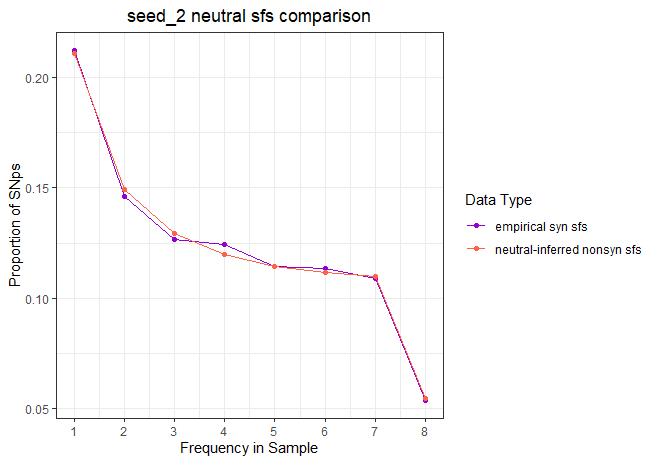 seed_2 neutral sfs comparison
0.20
0.15
0.10
0.05
Proportion of SNps
1 2 3 4 5 6 7 8
Frequency in Sample
Data Type
empirical syn sfs
neutral-inferred nonsyn sfs